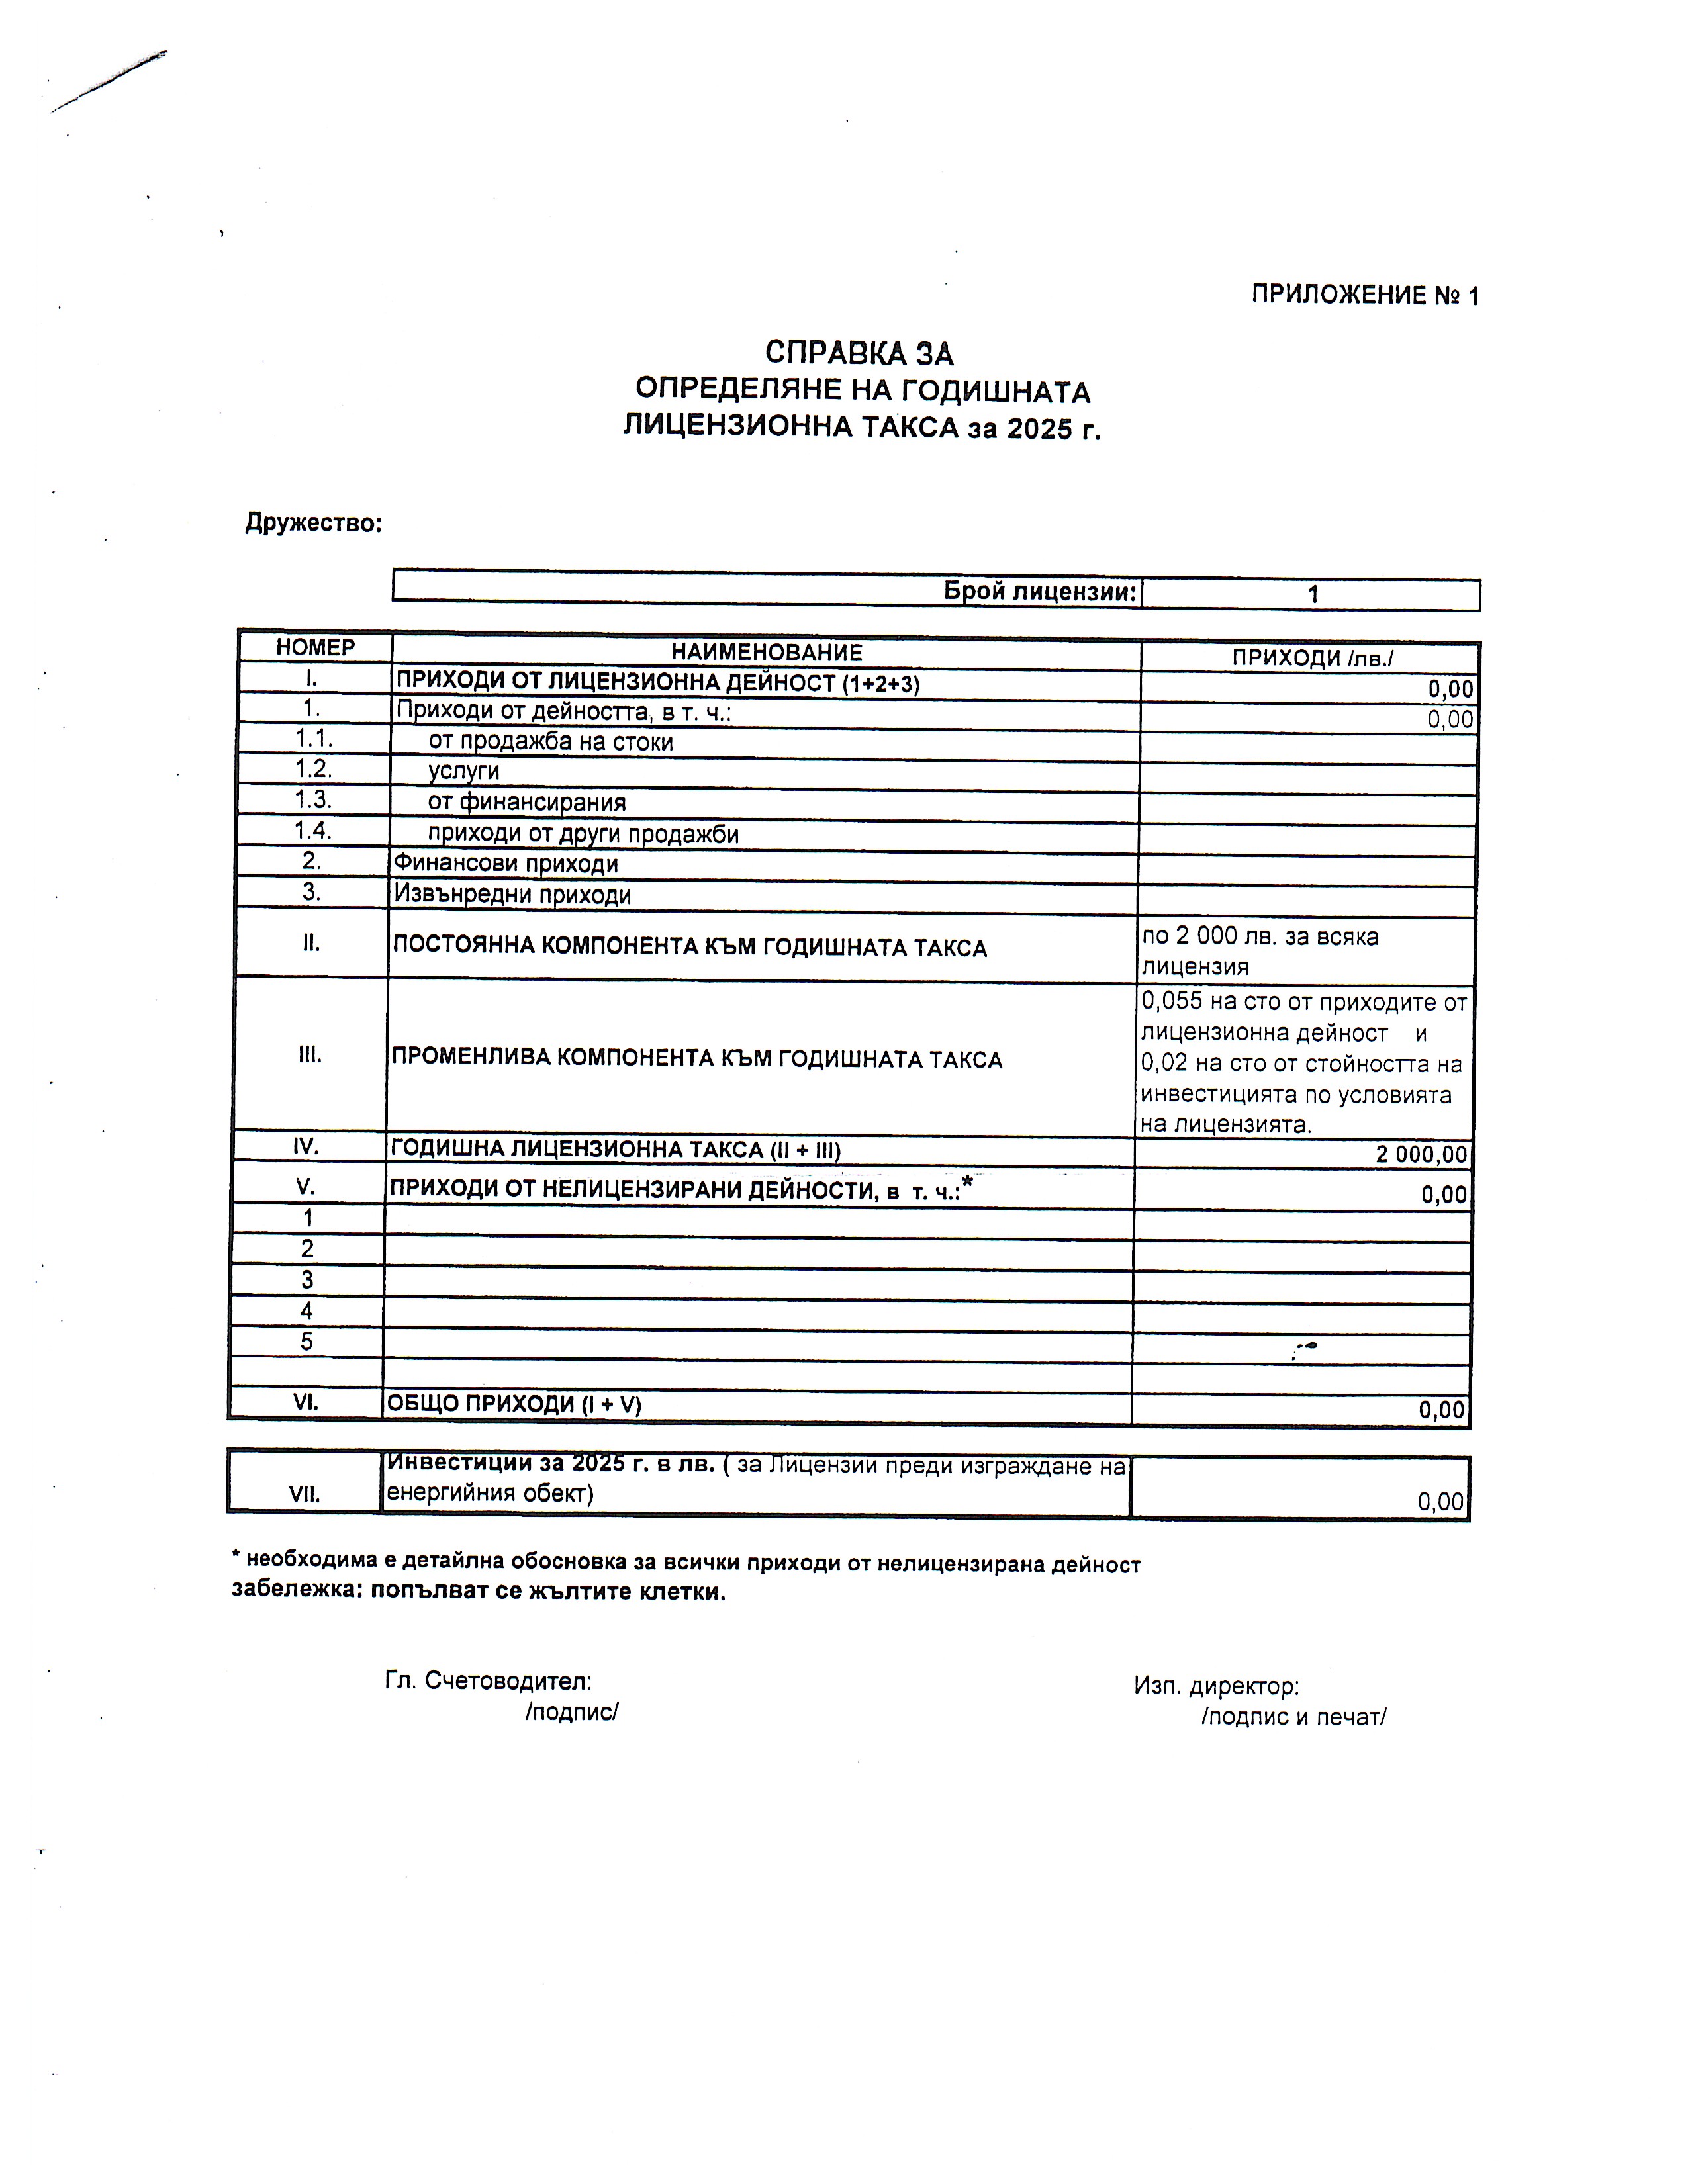 ПРИЛОЖЕНИЕ № 1
СПРАВКА ЗА
ОПРЕДЕЛЯНЕ НА ГОДИШНАТА
ЛИЦЕНЗИОННА ТАКСА за 2025 г.
Дружество:
Брой лицензии: 1
НОМЕР НАИМЕНОВАНИЕ ПРИХОДИ /лв./
I. ПРИХОДИ ОТ ЛИЦЕНЗИОННА ДЕЙНОСТ (1+2+3) 0,00
1. Приходи от дейността, в т. ч.: 0,00
1.1. от продажба на стоки
1.2. услуги
1.3. от финансирания
1.4. приходи от други продажби
2. Финансови приходи
3. Извънредни приходи
II. ПОСТОЯННА КОМПОНЕНТА КЪМ ГОДИШНАТА ТАКСА
по 2 000 лв. за всяка
лицензия
III. ПРОМЕНЛИВА КОМПОНЕНТА КЪМ ГОДИШНАТА ТАКСА
0,055 на сто от приходите от
лицензионна дейност и
0,02 на сто от стойността на
инвестицията по условията
на лицензията.
IV. ГОДИШНА ЛИЦЕНЗИОННА ТАКСА (II + III) 2 000,00
V. ПРИХОДИ ОТ НЕЛИЦЕНЗИРАНИ ДЕЙНОСТИ, в т. ч.:* 0,00
1
2
3
4
5
VI. ОБЩО ПРИХОДИ (I + V) 0,00
Инвестиции за 2025 г. в лв. ( за Лицензии преди изграждане на
VII. енергийния обект) 0,00
* необходима е детайлна обосновка за всички приходи от нелицензирана дейност
забележка: попълват се жълтите клетки.
Гл. Счетоводител: Изп. директор:
/подпис/ /подпис и печат/